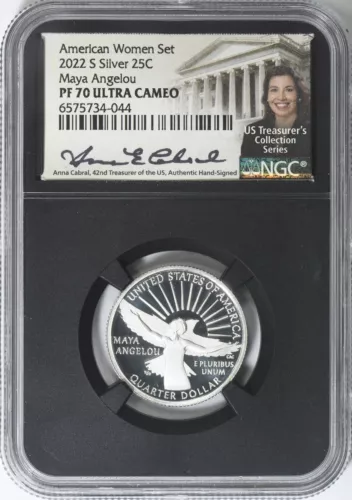 American Women Set
2022 S Silver 25C
Maya Angelou
PF 70 ULTRA CAMEO
6575734-044
US Treasurer's
Collection
Series
Anna E Cabral
Anna Cabral, 42nd Treasurer of the US, Authentic Hand-Signed
NGC®
UNITED STATES OF AMERICA
MAYA
ANGELOU
E PLURIBUS
UNUM
QUARTER DOLLAR